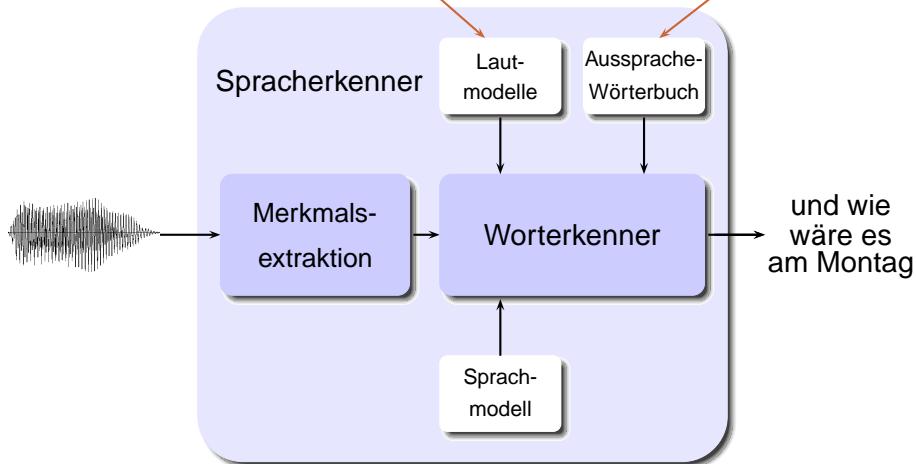 Spracherkenner
Laut-
modelle
Aussprache-
Wörterbuch
Merkmals-
extraktion
Worterkenner
und wie
wäre es
am Montag
Sprach-
modell